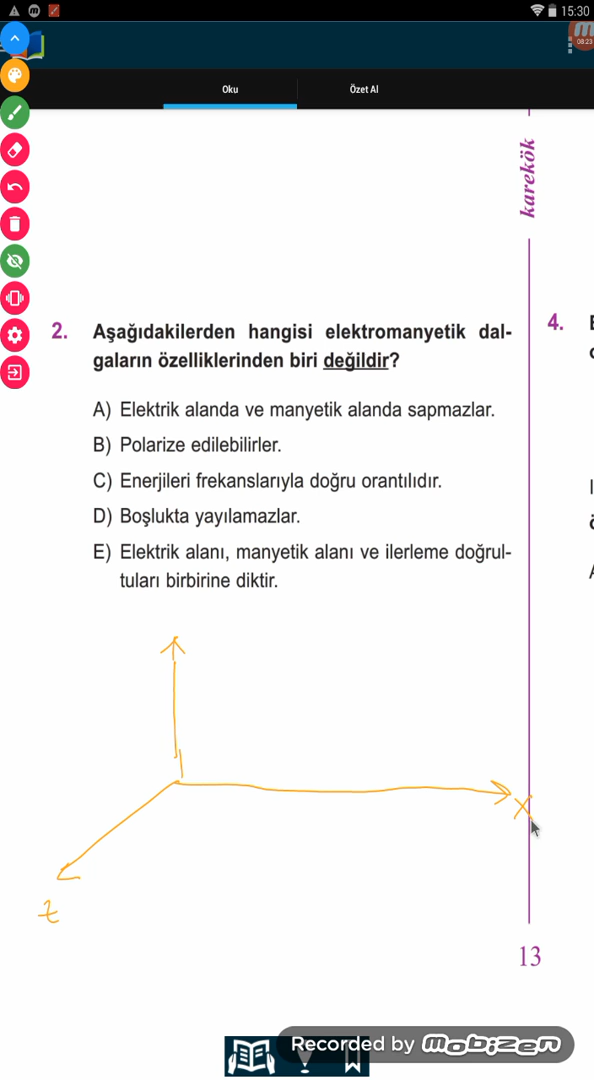 15:30
08:23
Oku
Özet Al
karekök
2. Aşağıdakilerden hangisi elektromanyetik dal-
gaların özelliklerinden biri değildir?
A) Elektrik alanda ve manyetik alanda sapmazlar.
B) Polarize edilebilirler.
C) Enerjileri frekanslarıyla doğru orantılıdır.
D) Boşlukta yayılamazlar.
E) Elektrik alanı, manyetik alanı ve ilerleme doğrul-
tuları birbirine diktir.
4.
x
z
13
Recorded by mobizen